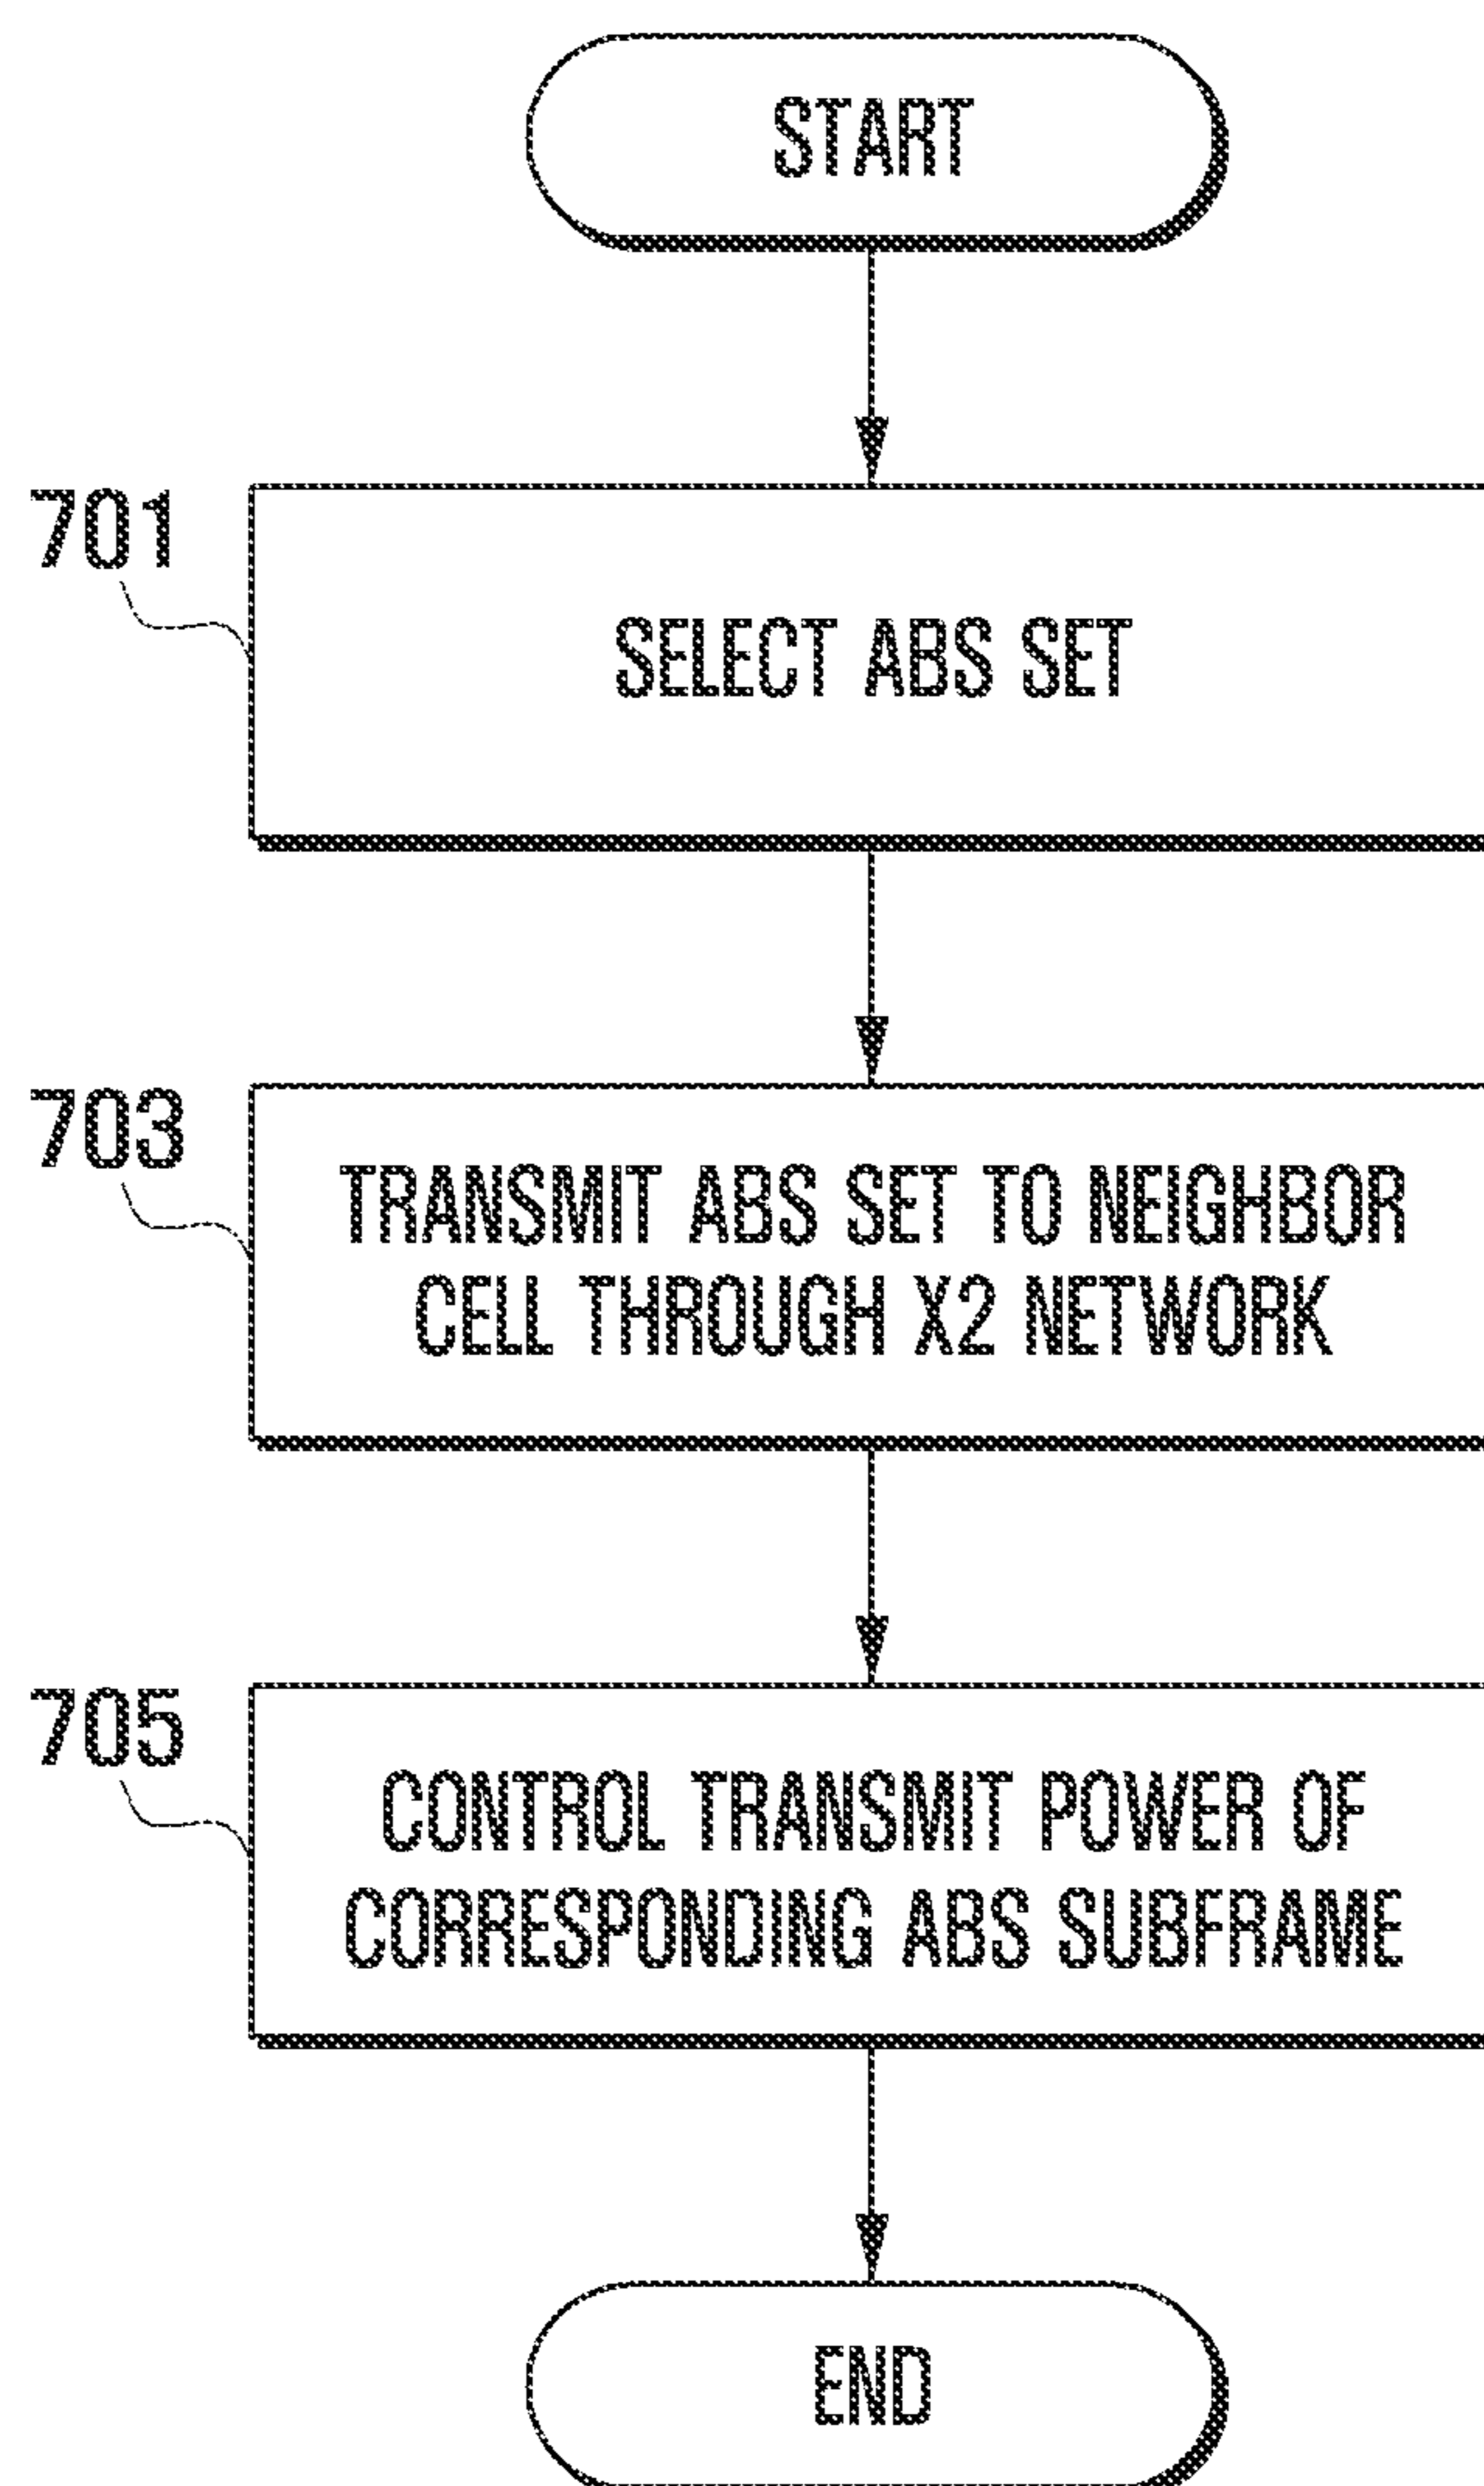 START
701
SELECT ABS SET
703
TRANSMIT ABS SET TO NEIGHBOR
CELL THROUGH X2 NETWORK
705
CONTROL TRANSMIT POWER OF
CORRESPONDING ABS SUBFRAME
END